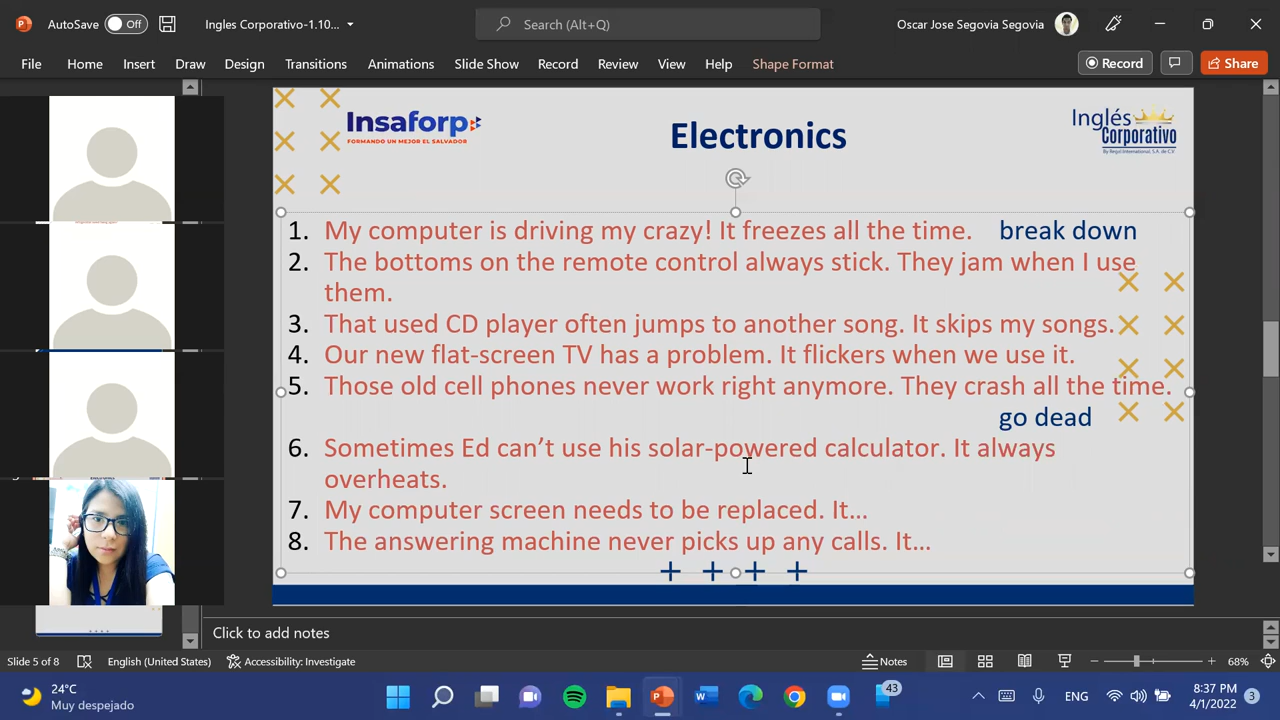 AutoSave Off Ingles Corporativo-1.10... Search (Alt+Q) Oscar Jose Segovia Segovia
File Home Insert Draw Design Transitions Animations Slide Show Record Review View Help Shape Format Record Share
Insaforp
FORMANDO UN MEJOR EL SALVADOR
Electronics
Inglés
Corporativo
By Regal International, S.A. de C.V.
1. My computer is driving my crazy! It freezes all the time. break down
2. The bottoms on the remote control always stick. They jam when I use
them.
3. That used CD player often jumps to another song. It skips my songs.
4. Our new flat-screen TV has a problem. It flickers when we use it.
5. Those old cell phones never work right anymore. They crash all the time.
go dead
6. Sometimes Ed can't use his solar-powered calculator. It always
overheats.
7. My computer screen needs to be replaced. It...
8. The answering machine never picks up any calls. It...
Click to add notes
Slide 5 of 8 English (United States) Accessibility: Investigate Notes 68%
24°C
Muy despejado
43
ENG
8:37 PM
4/1/2022
3